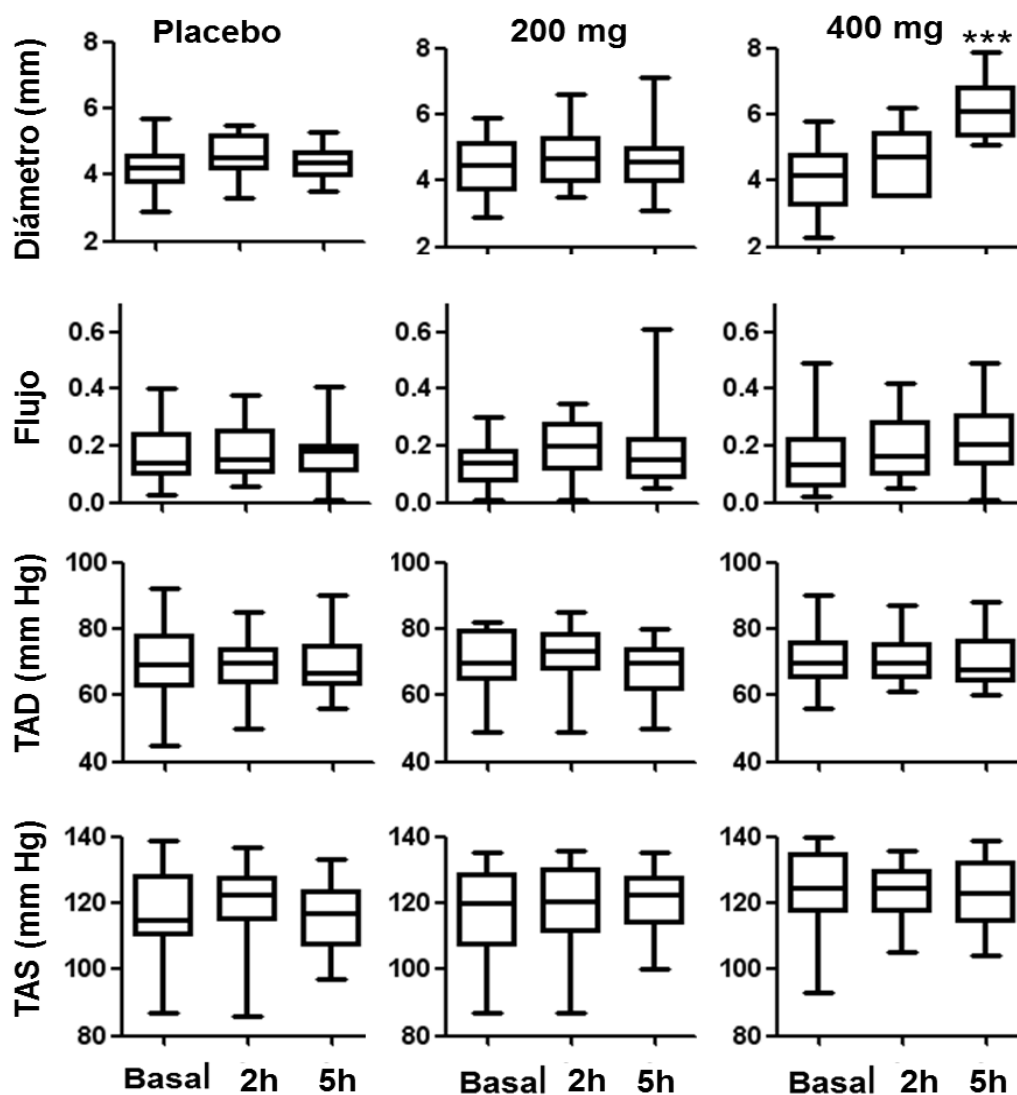 Placebo 200 mg 400 mg
***
Diámetro (mm)
8 8 8
6 6 6
4 4 4
2 2 2
Flujo
0.6 0.6 0.6
0.4 0.4 0.4
0.2 0.2 0.2
0.0 0.0 0.0
TAD (mm Hg)
100 100 100
80 80 80
60 60 60
40 40 40
TAS (mm Hg)
140 140 140
120 120 120
100 100 100
80 80 80
Basal 2h 5h Basal 2h 5h Basal 2h 5h